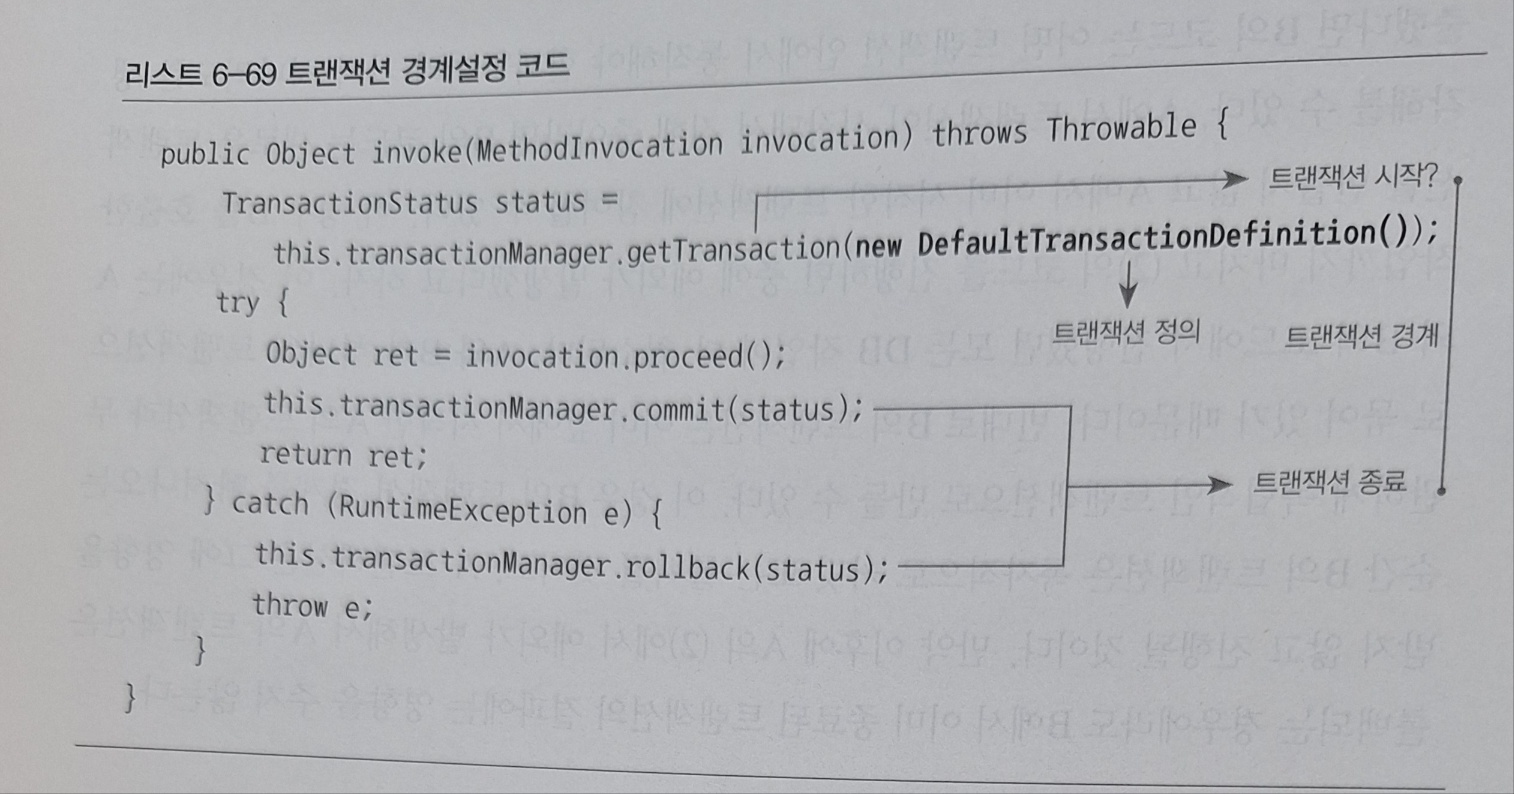 리스트 6-69 트랜잭션 경계설정 코드
public Object invoke(MethodInvocation invocation) throws Throwable {
트랜잭션 시작?
TransactionStatus status =
this.transactionManager.getTransaction(new DefaultTransactionDefinition());
try {
트랜잭션 정의 트랜잭션 경계
Object ret = invocation.proceed();
this.transactionManager.commit(status);
return ret;
트랜잭션 종료
} catch (RuntimeException e) {
this.transactionManager.rollback(status);
throw e;
}
}